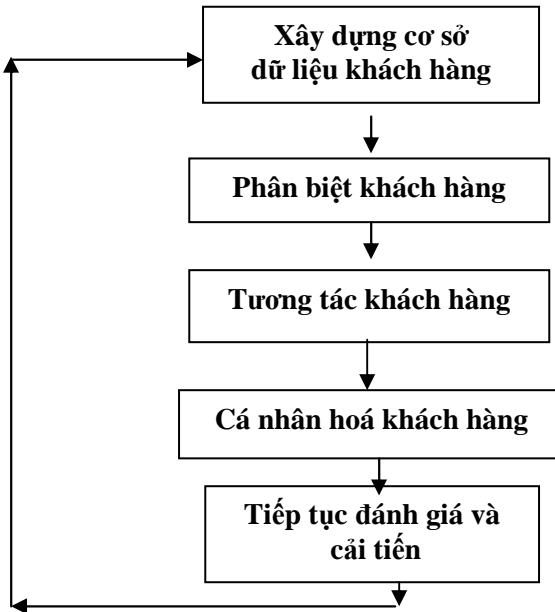 Xây dựng cơ sở
dữ liệu khách hàng
Phân biệt khách hàng
Tương tác khách hàng
Cá nhân hoá khách hàng
Tiếp tục đánh giá và
cải tiến